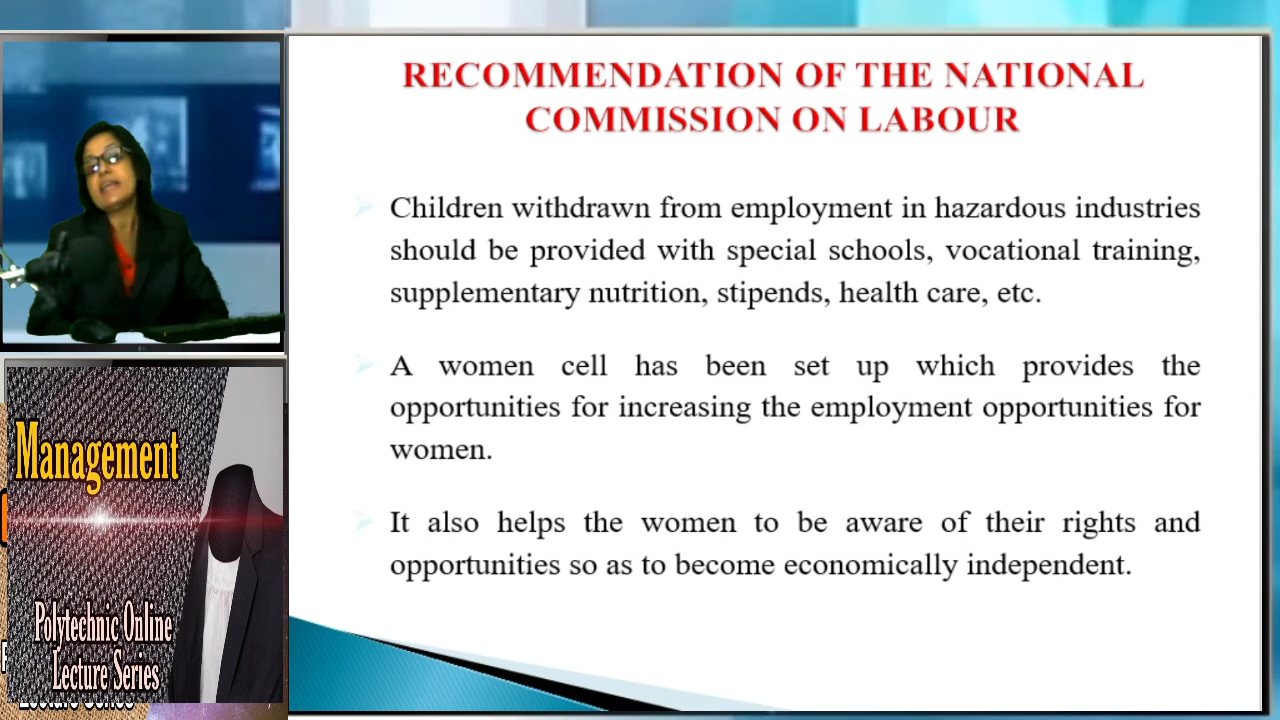 RECOMMENDATION OF THE NATIONAL
COMMISSION ON LABOUR
Children withdrawn from employment in hazardous industries
should be provided with special schools, vocational training,
supplementary nutrition, stipends, health care, etc.
A women cell has been set up which provides the
opportunities for increasing the employment opportunities for
women.
It also helps the women to be aware of their rights and
opportunities so as to become economically independent.
Management
Polytechnic Online
Lecture Series